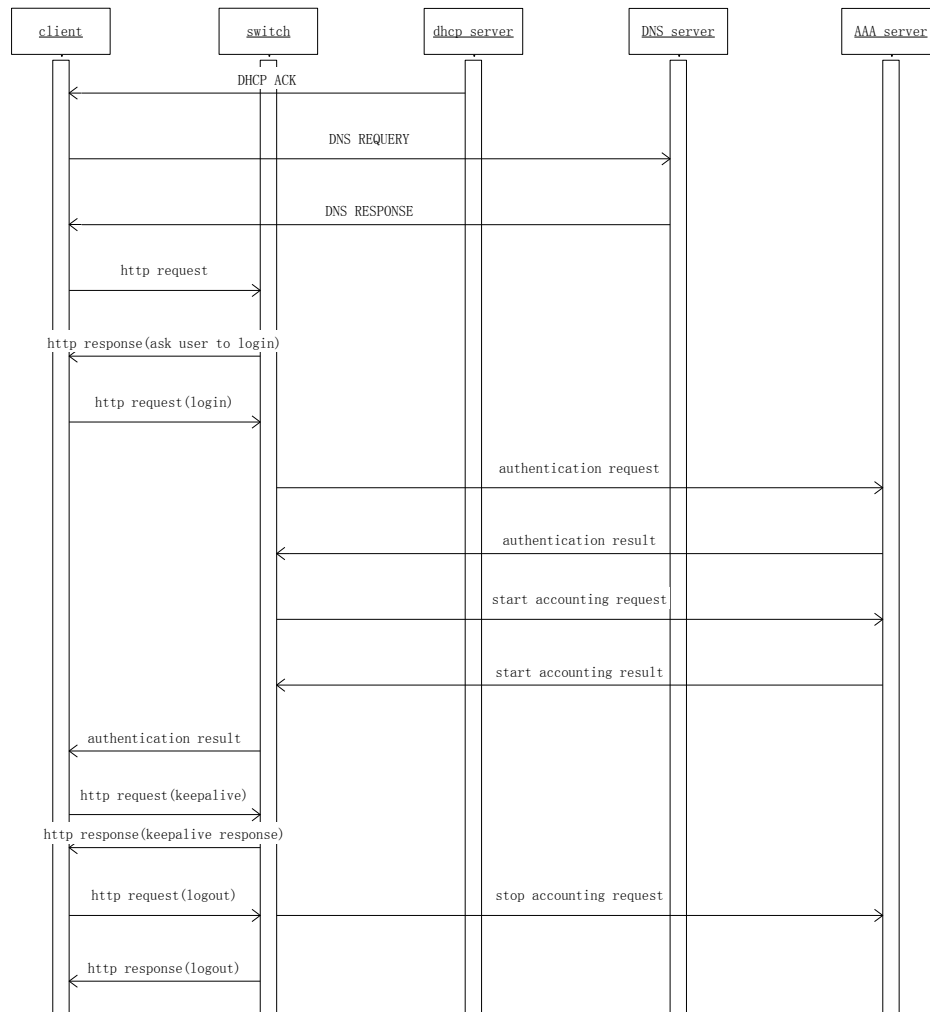 client
switch
dhcp server
DNS server
AAA server
DHCP ACK
DNS REQUERY
DNS RESPONSE
http request
http response(ask user to login)
http request(login)
authentication request
authentication result
start accounting request
start accounting result
authentication result
http request(keepalive)
http response(keepalive response)
http request(logout)
stop accounting request
http response(logout)